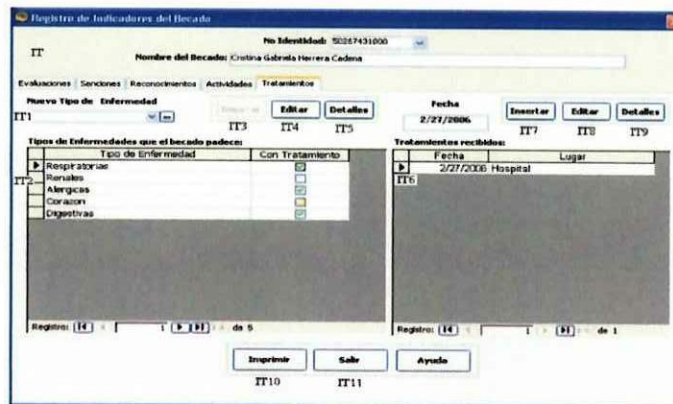 Registro de Indicadores del Becado
No Identidad: 50267431000
IT
Nombre del Becado: Cristina Gabriela Herrera Cadena
Evaluaciones Sanciones Reconocimientos Actividades Tratamientos
Nuevo Tipo de Enfermedad Editar Detalles Fecha Insertar Editar Detalles
IT1 2/27/2006
IT3 IT4 IT5 IT7 IT8 IT9
Tipos de Enfermedades que el becado padece: Tratamientos recibidos:
Tipo de Enfermedad Con Tratamiento Fecha Lugar
Respiratorias 2/27/2006 Hospital
IT2 Renales IT6
Alergicas
Corazon
Digestivas
Registro: 1 de 5 Registro: 1 de 1
Imprimir Salir Ayuda
IT10 IT11